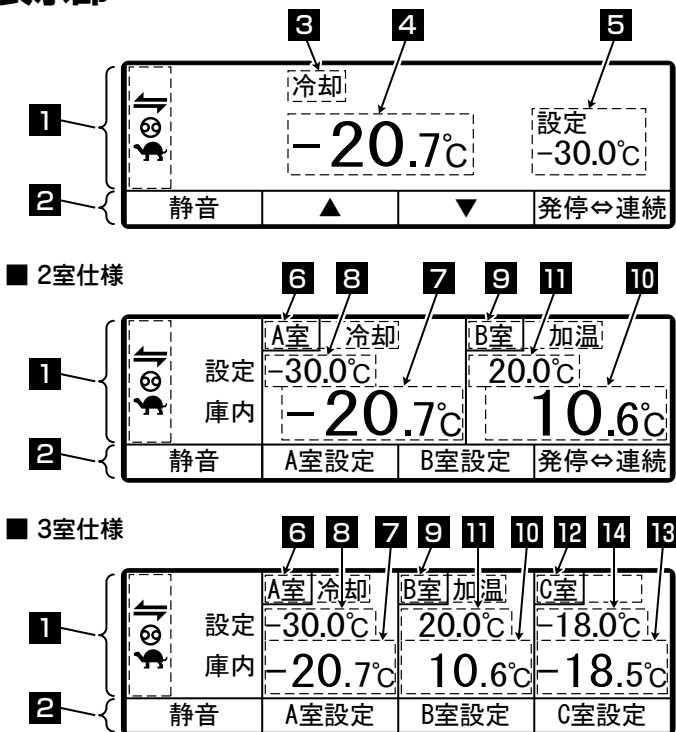 3 4 5
冷却
1
-20.7℃
設定
-30.0℃
2
静音 ▲ ▼ 発停⇔連続
■ 2室仕様
6 8 7 9 11 10
A室 冷却 B室 加温
1
設定 -30.0℃ 20.0℃
庫内 -20.7℃ 10.6℃
2
静音 A室設定 B室設定 発停⇔連続
■ 3室仕様
6 8 7 9 11 10 12 14 13
A室 冷却 B室 加温 C室
1
設定 -30.0℃ 20.0℃ -18.0℃
庫内 -20.7℃ 10.6℃ -18.5℃
2
静音 A室設定 B室設定 C室設定